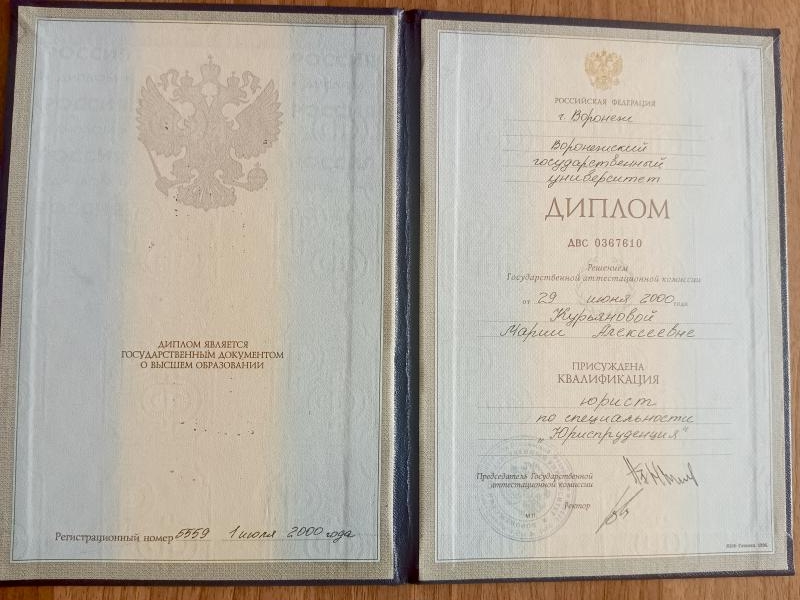 ДИПЛОМ ЯВЛЯЕТСЯ
ГОСУДАРСТВЕННЫМ ДОКУМЕНТОМ
О ВЫСШЕМ ОБРАЗОВАНИИ
Регистрационный номер 5559 1 июля 2000 года
РОССИЙСКАЯ ФЕДЕРАЦИЯ
г. Воронеж
Воронежский
государственный
университет
ДИПЛОМ
ДВС 0367610
Решением
Государственной аттестационной комиссии
от 29 июня 2000 года
Курьяновой
Марии Алексеевне
ПРИСУЖДЕНА
КВАЛИФИКАЦИЯ
юрист
по специальности
„Юриспруденция"
Председатель Государственной
аттестационной комиссии
Ректор
МП